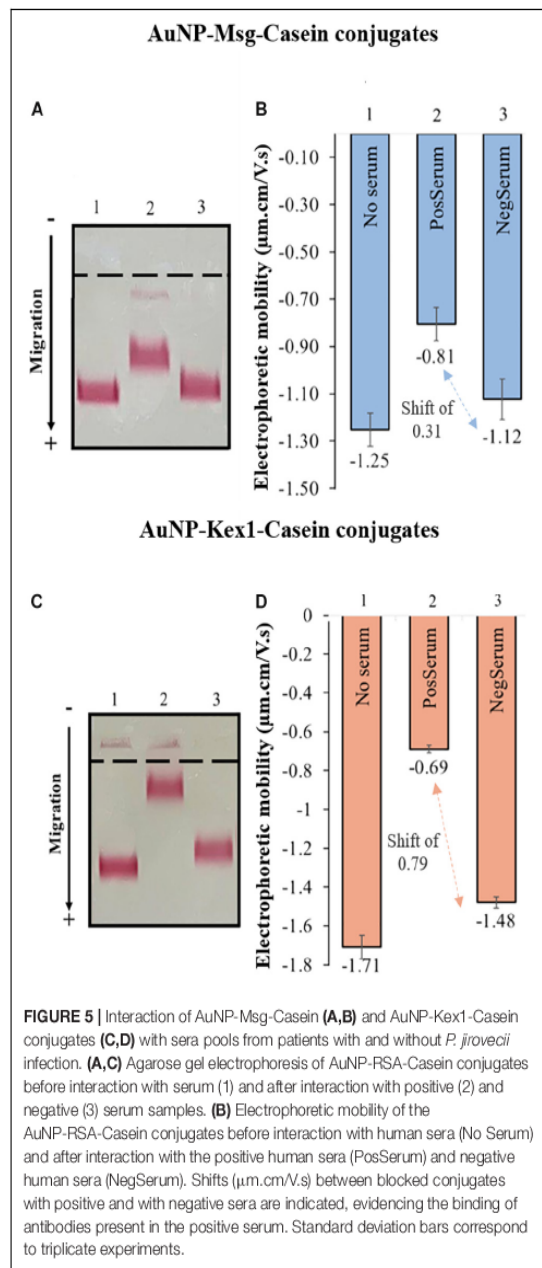 AuNP-Msg-Casein conjugates
A
1 2 3
-
Migration
+
B
1 2 3
Electrophoretic mobility (µm.cm/V.s)
-0.10
-0.30
-0.50
-0.70
-0.90
-1.10
-1.30
-1.50
No serum
PosSerum
NegSerum
-1.25
-0.81
-1.12
Shift of
0.31
AuNP-Kex1-Casein conjugates
C
1 2 3
-
Migration
+
D
1 2 3
Electrophoretic mobility (µm.cm/V.s)
0
-0.2
-0.4
-0.6
-0.8
-1
-1.2
-1.4
-1.6
-1.8
No serum
PosSerum
NegSerum
-1.71
-0.69
-1.48
Shift of
0.79
FIGURE 5 | Interaction of AuNP-Msg-Casein (A,B) and AuNP-Kex1-Casein
conjugates (C,D) with sera pools from patients with and without P. jirovecii
infection. (A,C) Agarose gel electrophoresis of AuNP-RSA-Casein conjugates
before interaction with serum (1) and after interaction with positive (2) and
negative (3) serum samples. (B) Electrophoretic mobility of the
AuNP-RSA-Casein conjugates before interaction with human sera (No Serum)
and after interaction with the positive human sera (PosSerum) and negative
human sera (NegSerum). Shifts (µm.cm/V.s) between blocked conjugates
with positive and with negative sera are indicated, evidencing the binding of
antibodies present in the positive serum. Standard deviation bars correspond
to triplicate experiments.